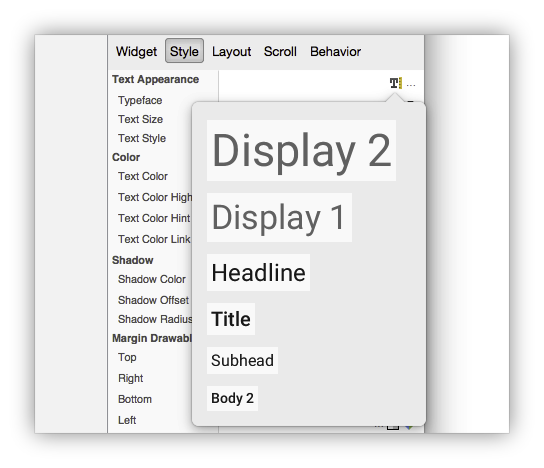 Widget Style Layout Scroll Behavior
Text Appearance
...
Typeface
Text Size
Text Style
Color
Text Color
Text Color High
Text Color Hint
Text Color Link
Shadow
Shadow Color
Shadow Offset
Shadow Radius
Margin Drawabl
Top
Right
Bottom
Left
Display 2
Display 1
Headline
Title
Subhead
Body 2